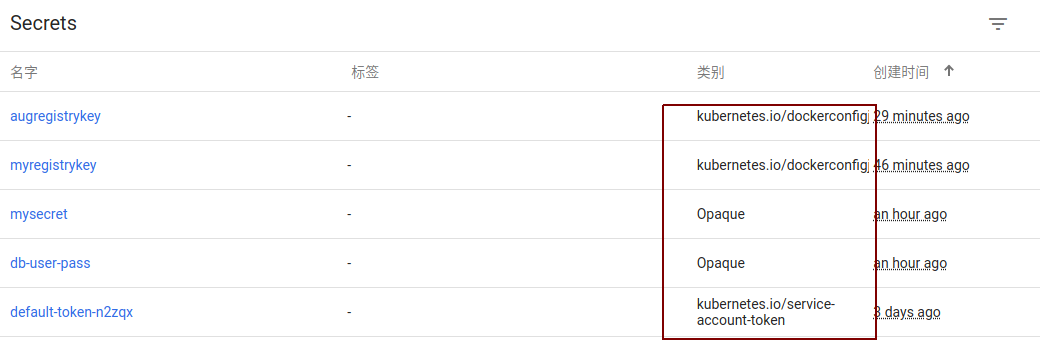 Secrets
名字 标签 类别 创建时间
augregistrykey - kubernetes.io/dockerconfigj 29 minutes ago
myregistrykey - kubernetes.io/dockerconfigj 46 minutes ago
mysecret - Opaque an hour ago
db-user-pass - Opaque an hour ago
default-token-n2zqx - kubernetes.io/service-
account-token 3 days ago